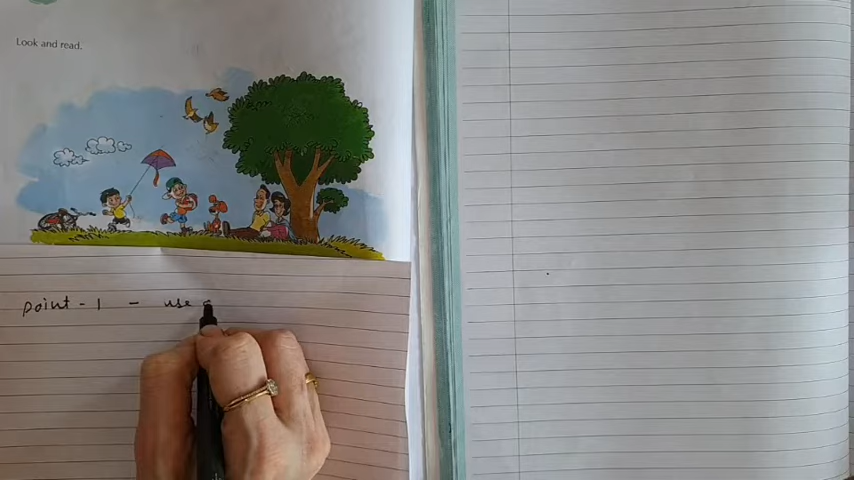 Look and read.
point - 1 - use